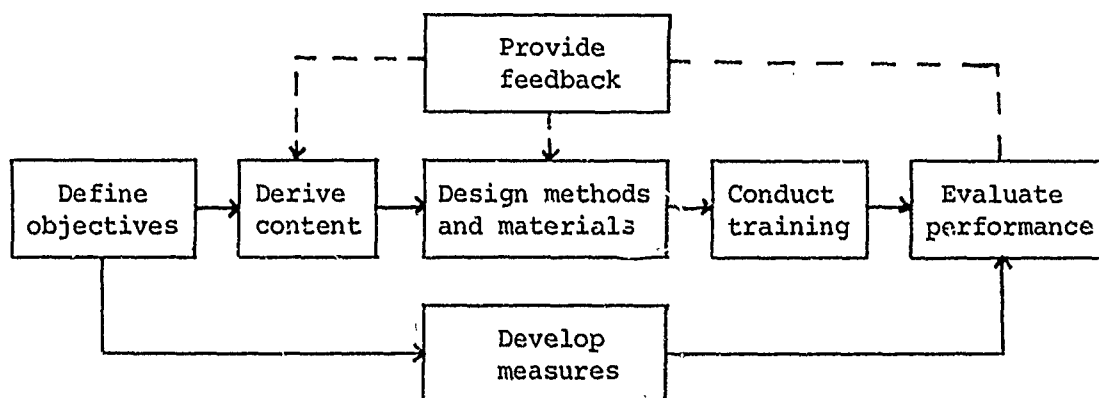 Provide
feedback
Define
objectives
Derive
content
Design methods
and materials
Conduct
training
Evaluate
performance
Develop
measures